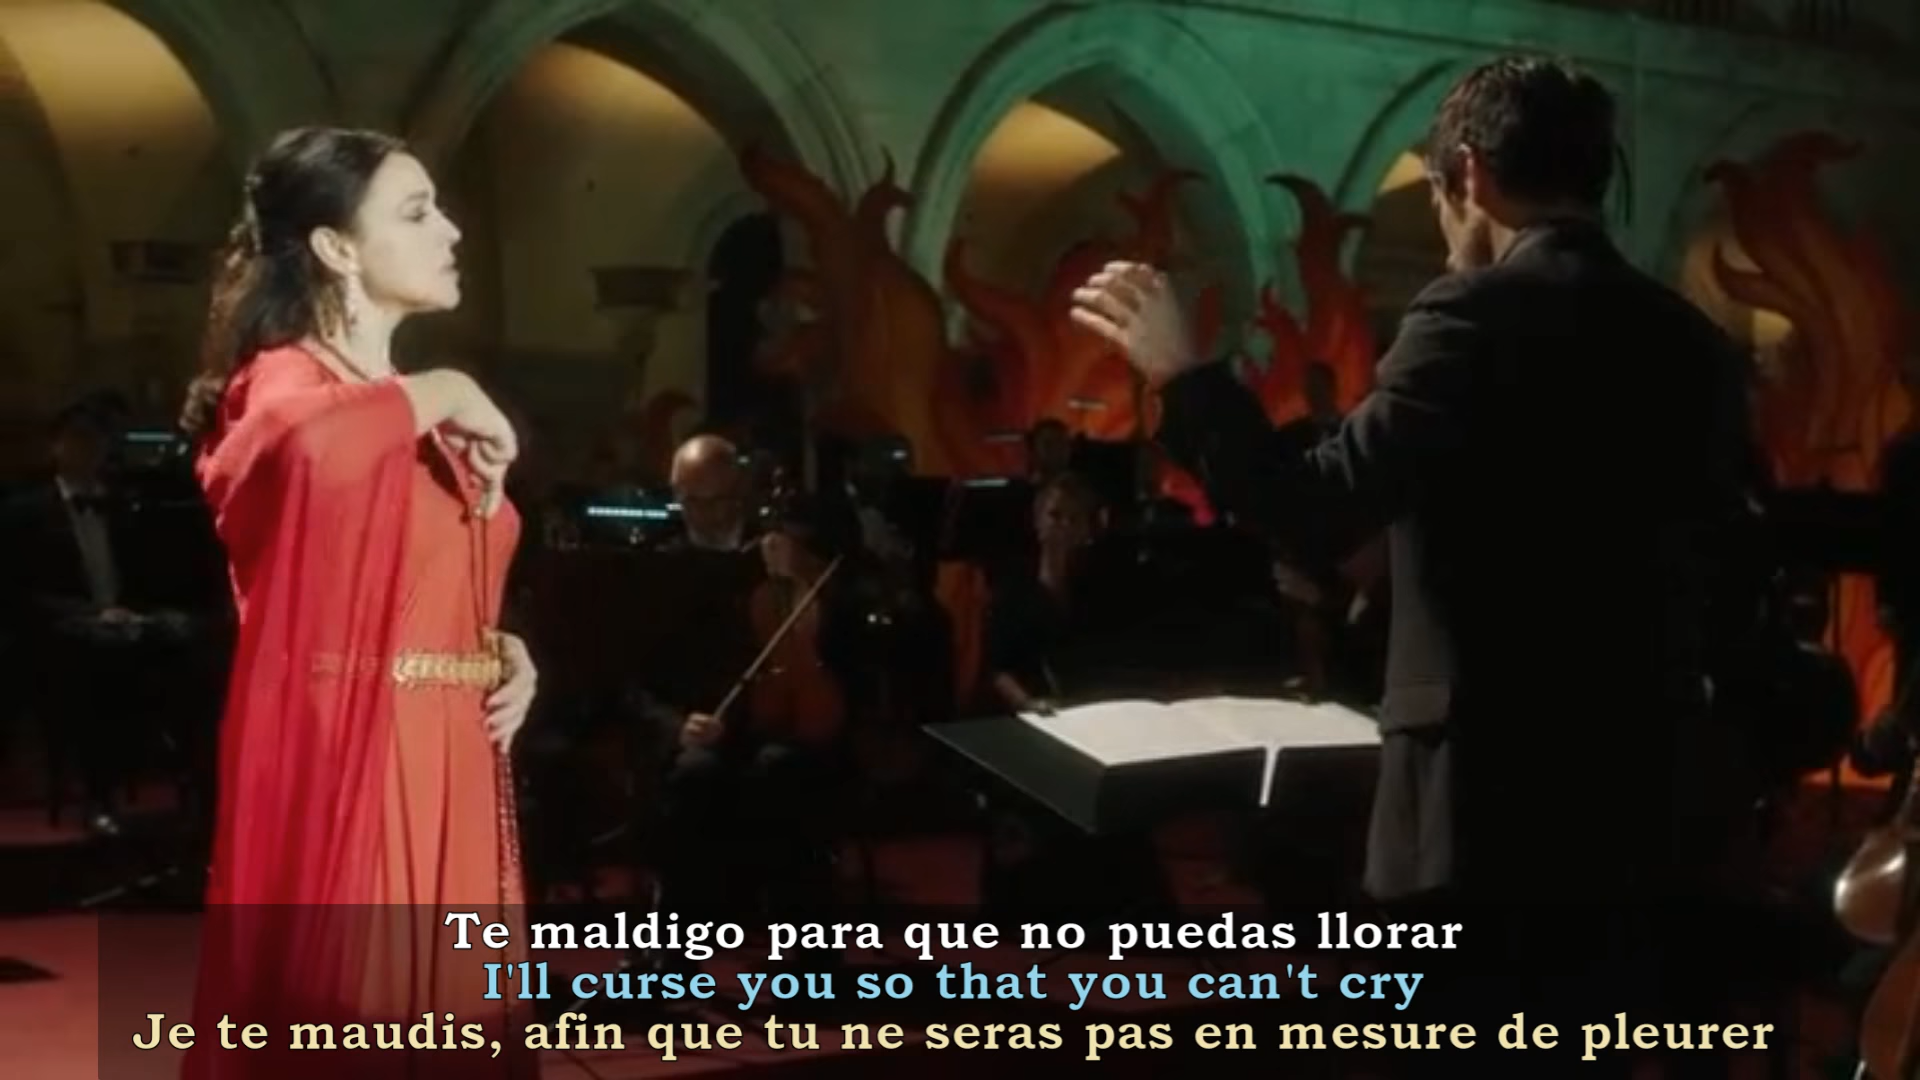 Te maldigo para que no puedas llorar
I'll curse you so that you can't cry
Je te maudis, afin que tu ne seras pas en mesure de pleurer